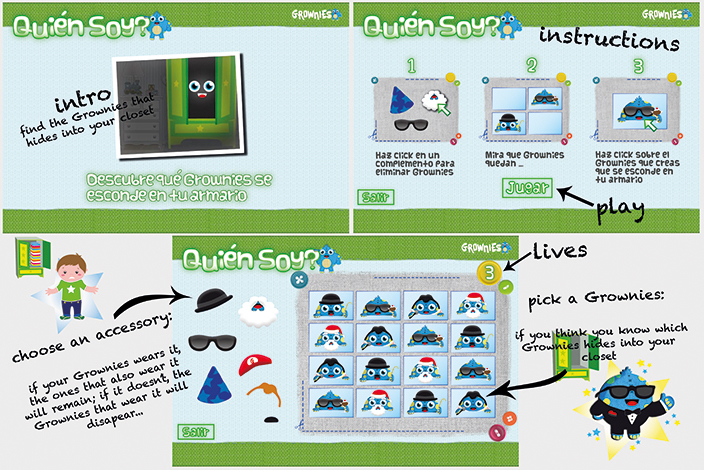 Quién Soy?
GROWNIES
intro
find the Grownies that
hides into your closet
Descubre qué Grownies se
esconde en tu armario
Quién Soy?
GROWNIES
instructions
1
2
3
Haz click en un
complemento para
eliminar Grownies
Mira que Grownies
quedan ...
Haz click sobre el
Grownies que creas
que se esconde en
tu armario
Salir
Jugar
play
Quién Soy?
GROWNIES
3
lives
choose an accessory:
if your Grownies wears it,
the ones that also wear it
will remain; if it doesnt, the
Grownies that wear it will
disapear...
pick a Grownies:
if you think you know which
Grownies hides into your
closet
Salir